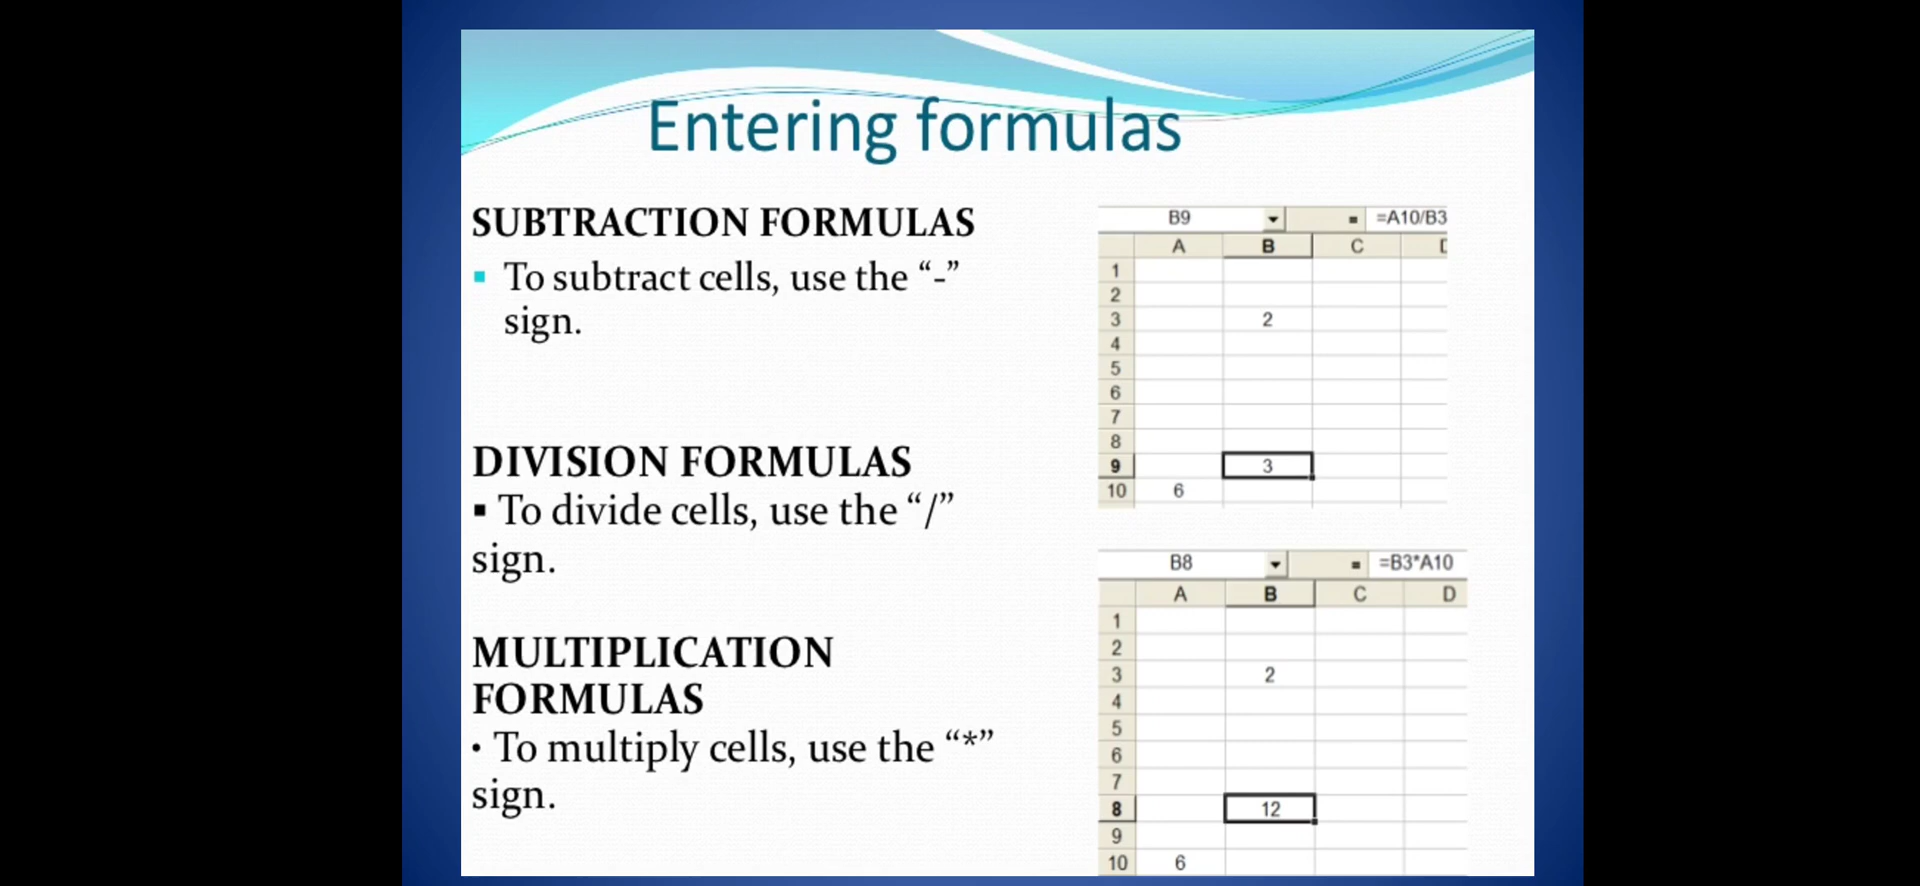 Entering formulas
SUBTRACTION FORMULAS
▪ To subtract cells, use the “-”
sign.
DIVISION FORMULAS
▪ To divide cells, use the “/”
sign.
MULTIPLICATION
FORMULAS
• To multiply cells, use the “*”
sign.
B9 = =A10/B3
A B C
1
2
3 2
4
5
6
7
8
9 3
10 6
B8 = =B3*A10
A B C D
1
2
3 2
4
5
6
7
8 12
9
10 6